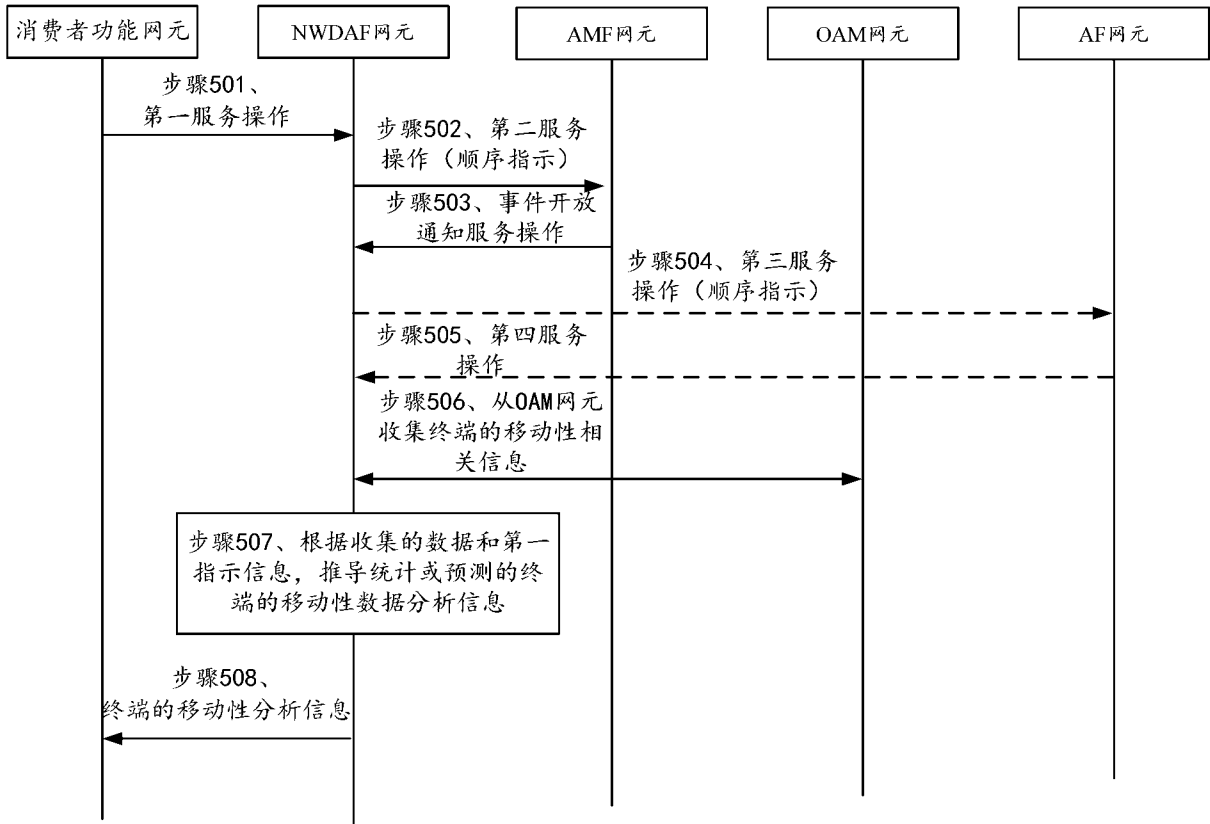 消费者功能网元
NWDAF网元
AMF网元
OAM网元
AF网元
步骤501、
第一服务操作
步骤502、第二服务
操作（顺序指示）
步骤503、事件开放
通知服务操作
步骤504、第三服务
操作（顺序指示）
步骤505、第四服务
操作
步骤506、从OAM网元
收集终端的移动性相
关信息
步骤507、根据收集的数据和第一
指示信息，推导统计或预测的终
端的移动性数据分析信息
步骤508、
终端的移动性分析信息